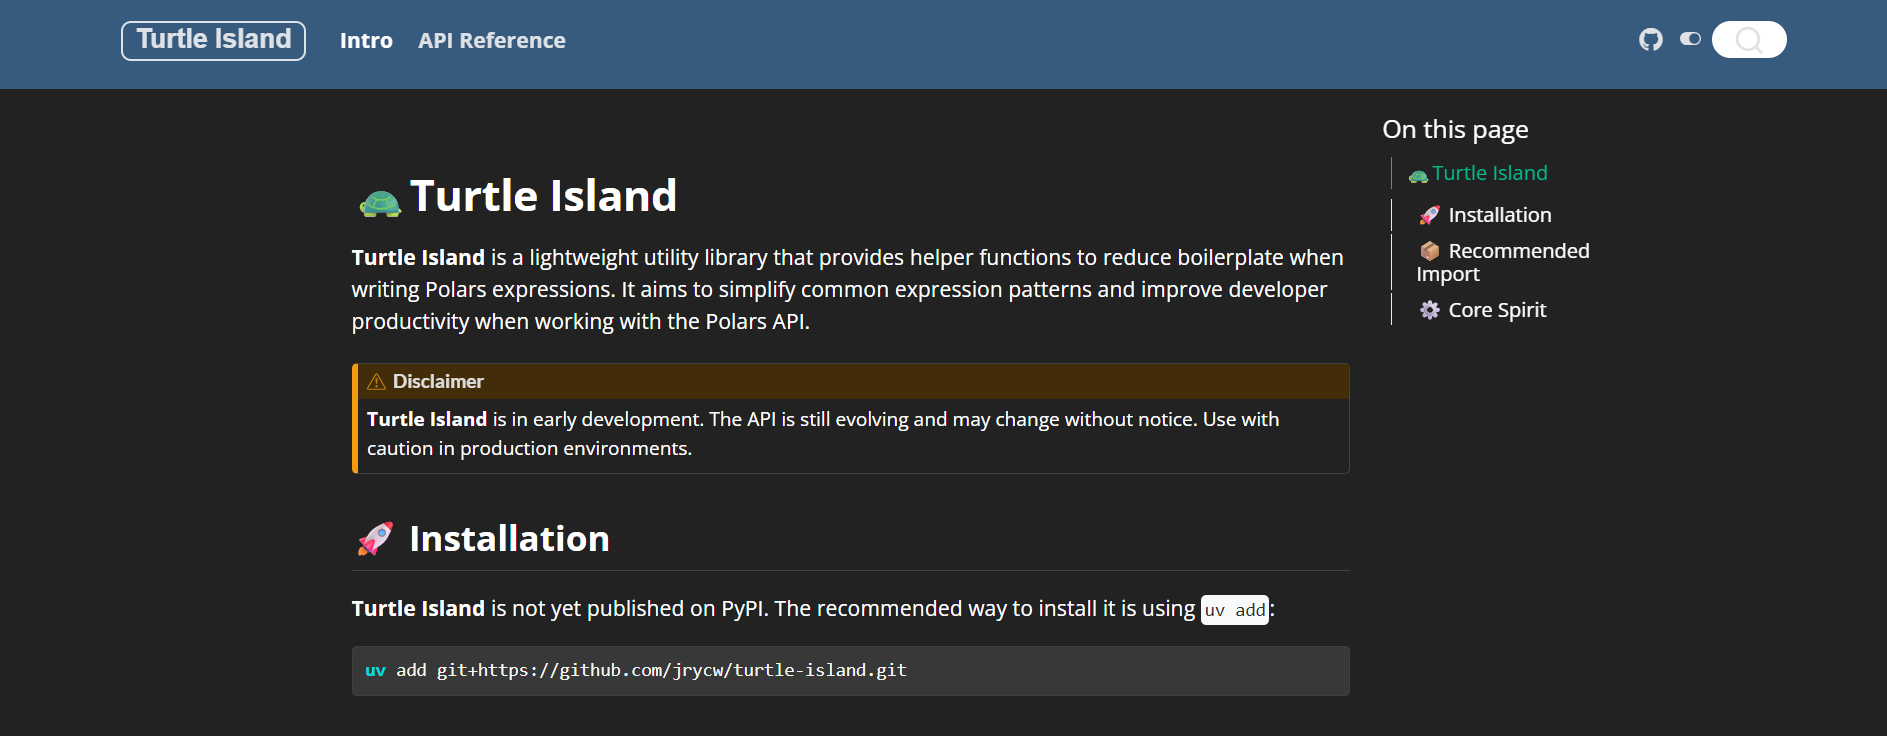 Turtle Island Intro API Reference
On this page
🐢 Turtle Island
🚀 Installation
📦 Recommended
Import
⚙️ Core Spirit
🐢 Turtle Island
Turtle Island is a lightweight utility library that provides helper functions to reduce boilerplate when
writing Polars expressions. It aims to simplify common expression patterns and improve developer
productivity when working with the Polars API.
Disclaimer
Turtle Island is in early development. The API is still evolving and may change without notice. Use with
caution in production environments.
🚀 Installation
Turtle Island is not yet published on PyPI. The recommended way to install it is using uv add:
uv add git+https://github.com/jrycw/turtle-island.git